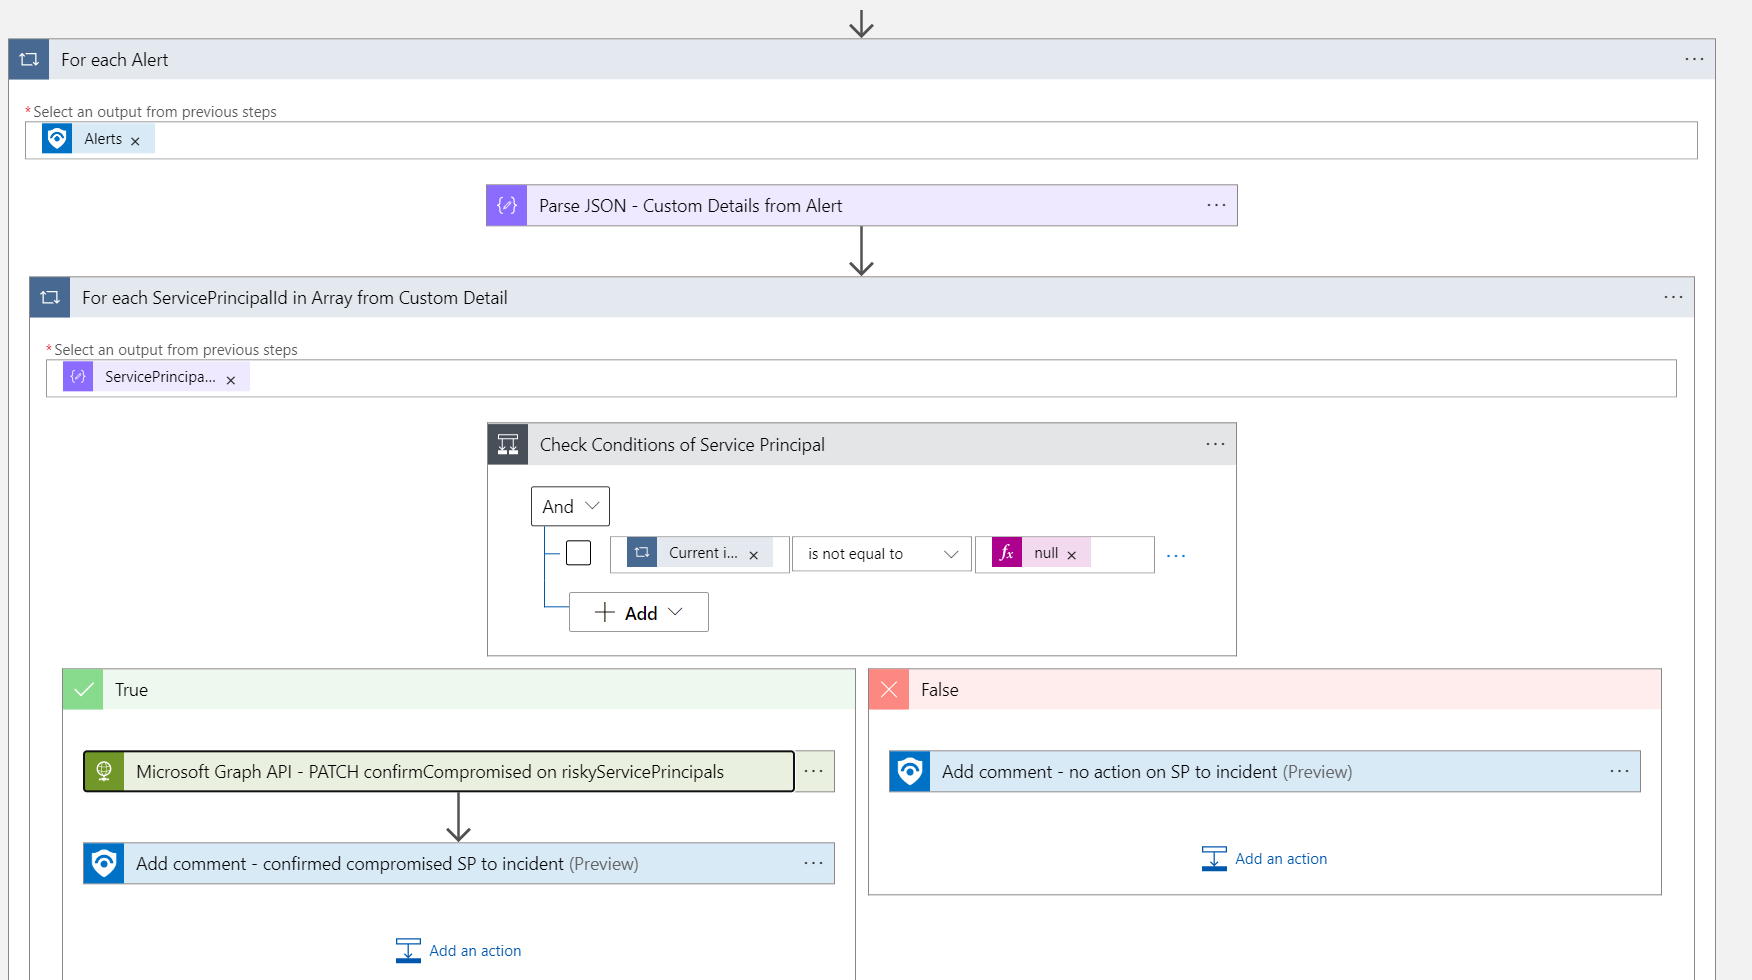 For each Alert
*Select an output from previous steps
Alerts
Parse JSON - Custom Details from Alert
For each ServicePrincipalId in Array from Custom Detail
*Select an output from previous steps
ServicePrincipa...
Check Conditions of Service Principal
And
Current i... is not equal to fx null
Add
True
False
Microsoft Graph API - PATCH confirmCompromised on riskyServicePrincipals
Add comment - no action on SP to incident (Preview)
Add an action
Add comment - confirmed compromised SP to incident (Preview)
Add an action